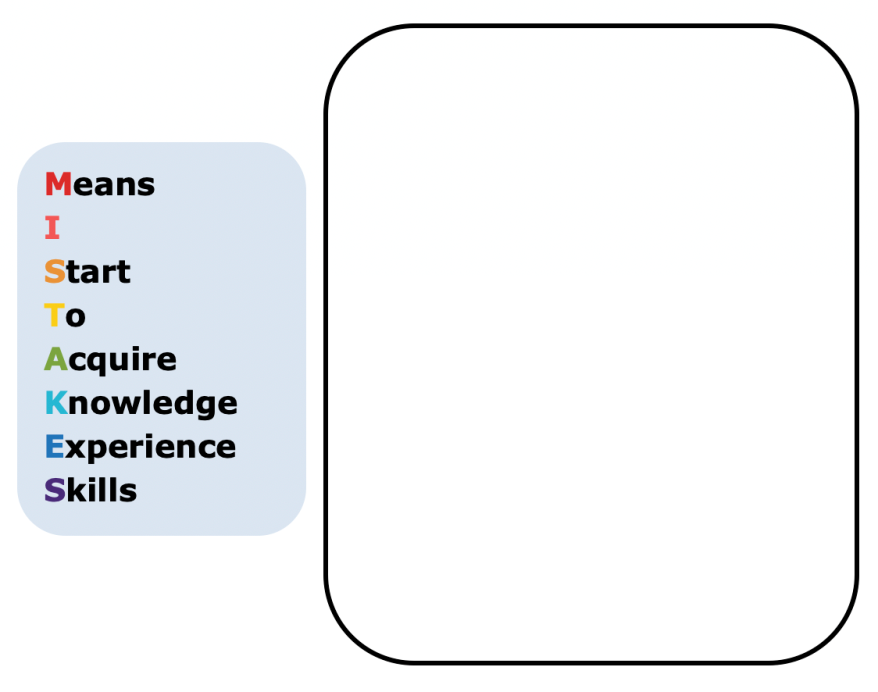 Means
I
Start
To
Acquire
Knowledge
Experience
Skills